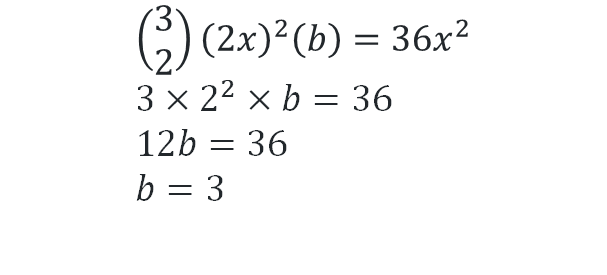 (3 2) (2x)² (b) = 36x²
3 × 2² × b = 36
12b = 36
b = 3